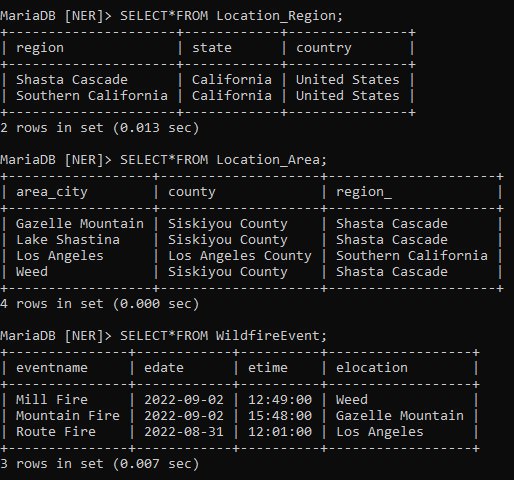 MariaDB [NER]> SELECT*FROM Location_Region;
+---------------------+------------+---------------+
| region              | state      | country       |
+---------------------+------------+---------------+
| Shasta Cascade      | California | United States |
| Southern California | California | United States |
+---------------------+------------+---------------+
2 rows in set (0.013 sec)

MariaDB [NER]> SELECT*FROM Location_Area;
+------------------+--------------------+---------------------+
| area_city        | county             | region_             |
+------------------+--------------------+---------------------+
| Gazelle Mountain | Siskiyou County    | Shasta Cascade      |
| Lake Shastina    | Siskiyou County    | Shasta Cascade      |
| Los Angeles      | Los Angeles County | Southern California |
| Weed             | Siskiyou County    | Shasta Cascade      |
+------------------+--------------------+---------------------+
4 rows in set (0.000 sec)

MariaDB [NER]> SELECT*FROM WildfireEvent;
+---------------+------------+----------+------------------+
| eventname     | edate      | etime    | elocation        |
+---------------+------------+----------+------------------+
| Mill Fire     | 2022-09-02 | 12:49:00 | Weed             |
| Mountain Fire | 2022-09-02 | 15:48:00 | Gazelle Mountain |
| Route Fire    | 2022-08-31 | 12:01:00 | Los Angeles      |
+---------------+------------+----------+------------------+
3 rows in set (0.007 sec)